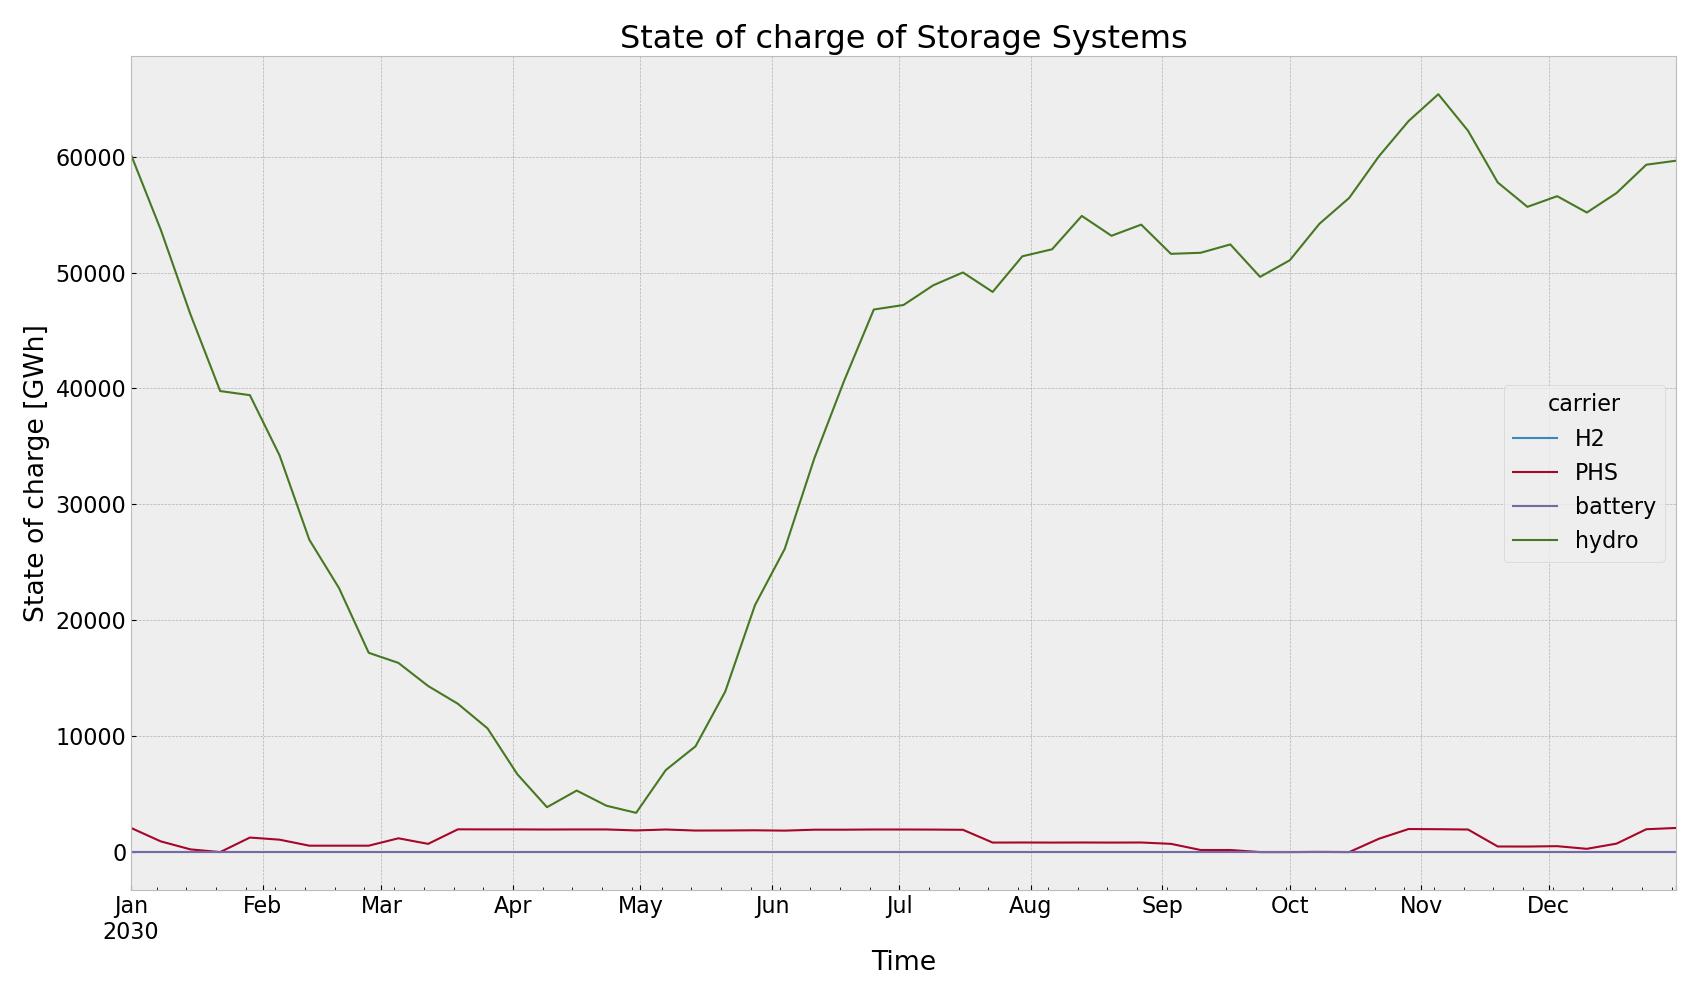 State of charge of Storage Systems
State of charge [GWh]
60000
50000
40000
30000
20000
10000
0
carrier
H2
PHS
battery
hydro
Jan Feb Mar Apr May Jun Jul Aug Sep Oct Nov Dec
2030
Time